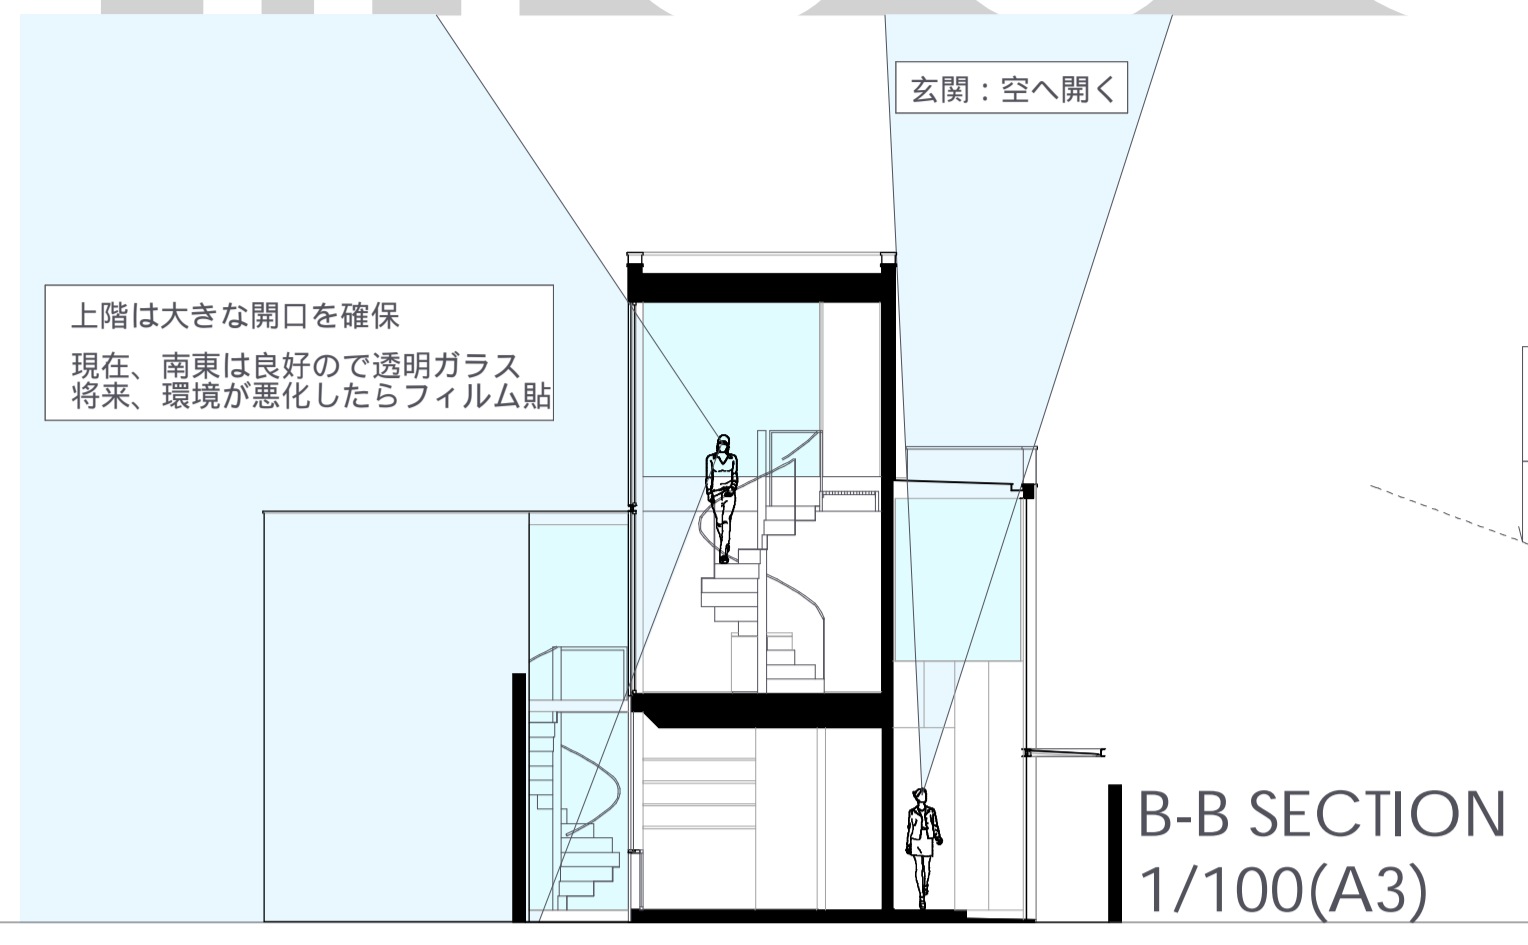 玄関：空へ開く
上階は大きな開口を確保
現在、南東は良好ので透明ガラス
将来、環境が悪化したらフィルム貼
B-B SECTION
1/100(A3)